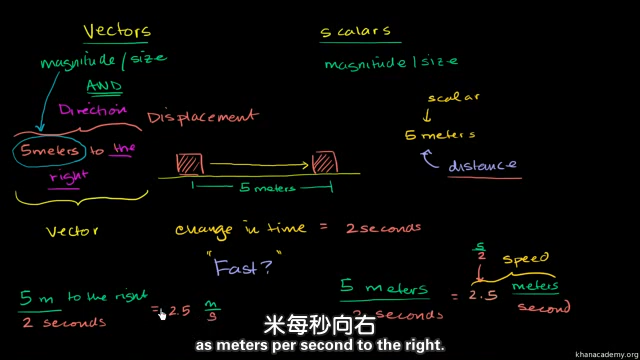 Vectors
magnitude / size
AND
Direction
Displacement
5 meters to the
right
Vector
scalars
magnitude / size
scalar
5 meters
distance
5 meters
change in time = 2 seconds
"Fast?"
5 m to the right
2 seconds
= 2.5 m
s
5 meters
2 seconds
5
2
speed
= 2.5 meters
second
米每秒向右
as meters per second to the right.
khanacademy.org